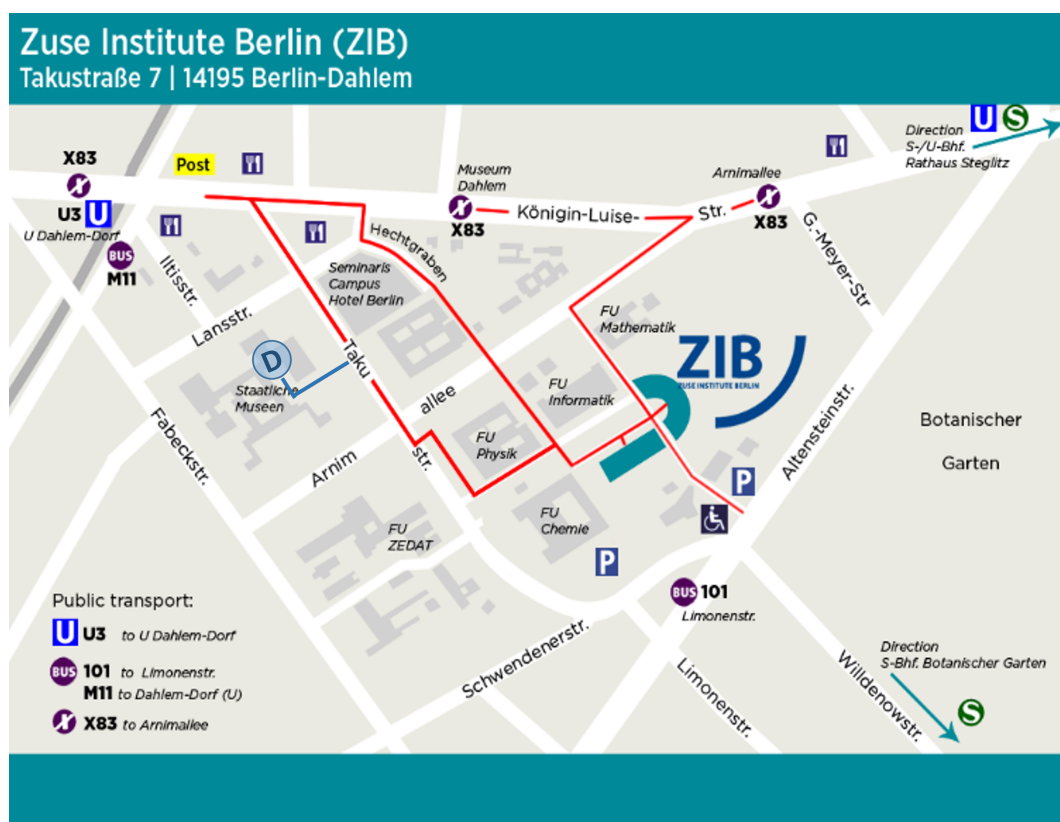 Zuse Institute Berlin (ZIB)
Takustraße 7 | 14195 Berlin-Dahlem
Direction
S-/U-Bhf.
Rathaus Steglitz
U
S
X83
U3 U
U Dahlem-Dorf
BUS
M11
Post
Museum
Dahlem
X
X83
Königin-Luise-
Str.
Arnimallee
X
X83
G.-Meyer-Str
Iltisstr.
Lansstr.
Hechtgraben
Seminaris
Campus
Hotel Berlin
FU
Mathematik
ZIB
ZUSE INSTITUTE BERLIN
D
Staatliche
Museen
Taku
str.
Arnim
allee
FU
Informatik
FU
Physik
Fabeckstr.
Altensteinstr.
Botanischer
Garten
P
FU
Chemie
FU
ZEDAT
P
BUS 101
Limonenstr.
Schwendenerstr.
Limonenstr.
Willdenowstr.
Direction
S-Bhf. Botanischer Garten
S
Public transport:
U U3 to U Dahlem-Dorf
BUS 101 to Limonenstr.
M11 to Dahlem-Dorf (U)
X X83 to Arnimallee